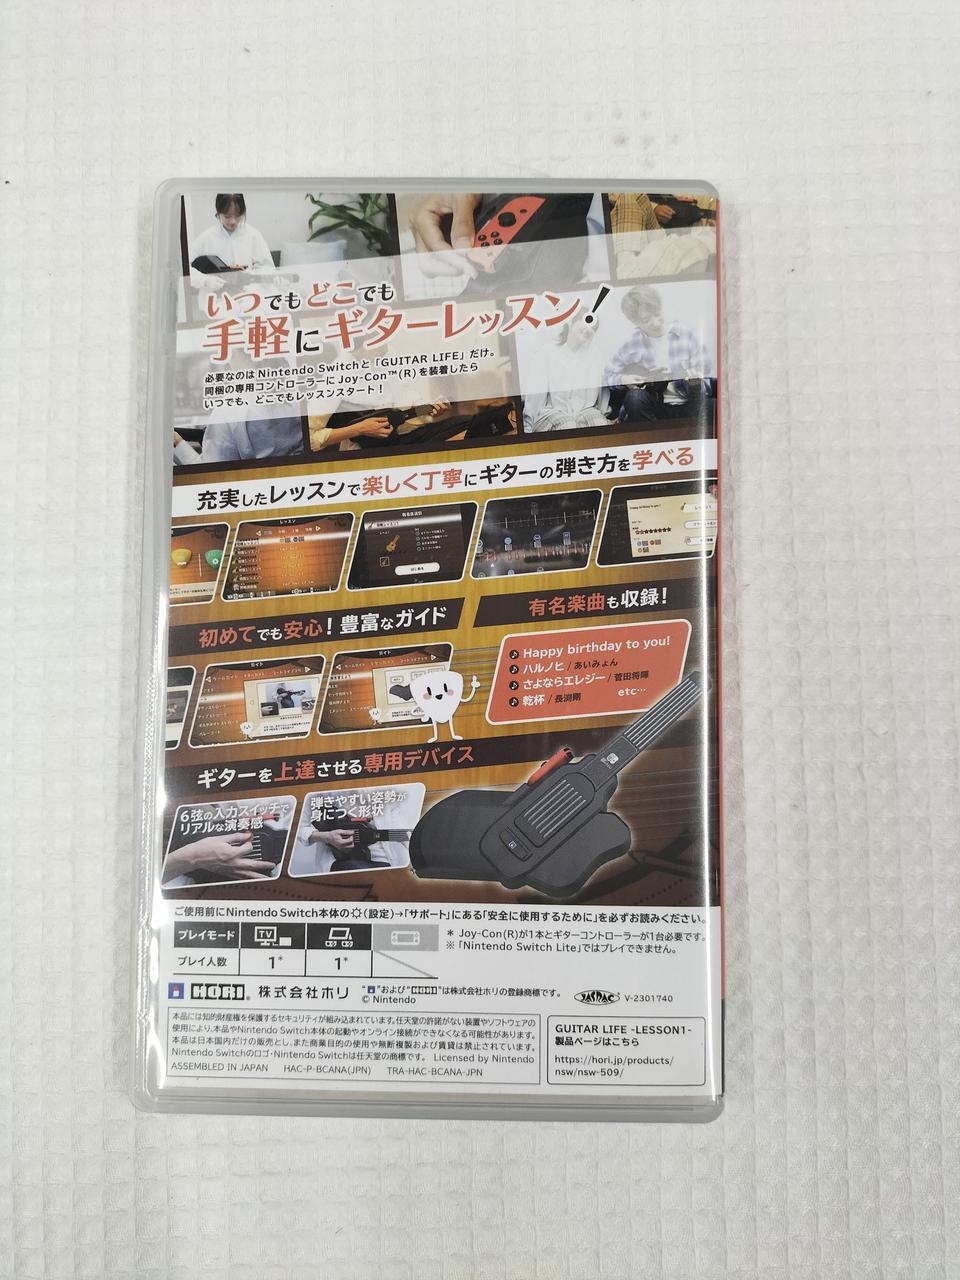 いつでもどこでも
手軽にギターレッスン!
必要なのはNintendo Switchと「GUITAR LIFE」だけ。
同梱の専用コントローラーにJoy-Con™(R)を装着したら
いつでも、どこでもレッスンスタート!
充実したレッスンで楽しく丁寧にギターの弾き方を学べる
レッスン
初めてでも安心!豊富なガイド
有名楽曲も収録!
ガイド
Happy birthday to you!
ハルノヒ/あいみょん
さよならエレジー/菅田将暉
乾杯/長渕剛
etc…
ギターを上達させる専用デバイス
6弦の入力スイッチで
リアルな演奏感
弾きやすい姿勢が
身につく形状
ご使用前にNintendo Switch本体の(設定)→「サポート」にある「安全に使用するために」を必ずお読みください。
プレイモード TV
プレイ人数 1* 1*
* Joy-Con(R)が1本とギターコントローラーが1台必要です。
※「Nintendo Switch Lite」ではプレイできません。
HORI® 株式会社ホリ
" "および"HORI"は株式会社ホリの登録商標です。
© Nintendo
JASRAC V-2301740
本品には知的財産権を保護するセキュリティが組み込まれています。任天堂の許諾がない装置やソフトウェアの
使用により、本品やNintendo Switch本体の起動やオンライン接続ができなくなる可能性があります。
本品は日本国内だけの販売とし、また商業目的の使用や無断複製および賃貸は禁止されています。
Nintendo Switchのロゴ・Nintendo Switchは任天堂の商標です。 Licensed by Nintendo
ASSEMBLED IN JAPAN HAC-P-BCANA(JPN) TRA-HAC-BCANA-JPN
GUITAR LIFE -LESSON1-
製品ページはこちら
https://hori.jp/products/
nsw/nsw-509/